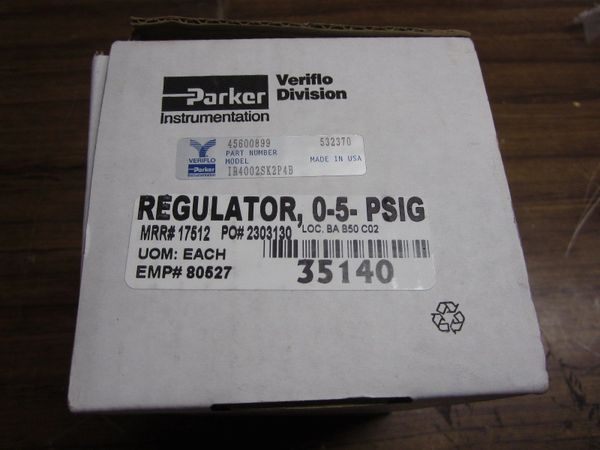 Parker
Instrumentation
Veriflo
Division
VERIFLO
Parker
45600899 532370
PART NUMBER
MODEL MADE IN USA
IR4002SK2P4B
REGULATOR, 0-5- PSIG
MRR# 17512 PO# 2303130 LOC. BA B50 C02
UOM: EACH
EMP# 80527
35140